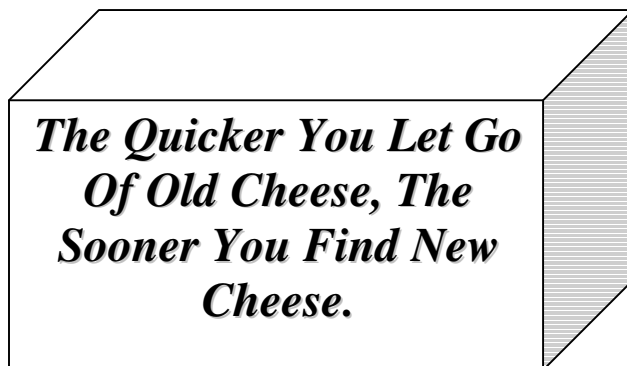 The Quicker You Let Go
Of Old Cheese, The
Sooner You Find New
Cheese.